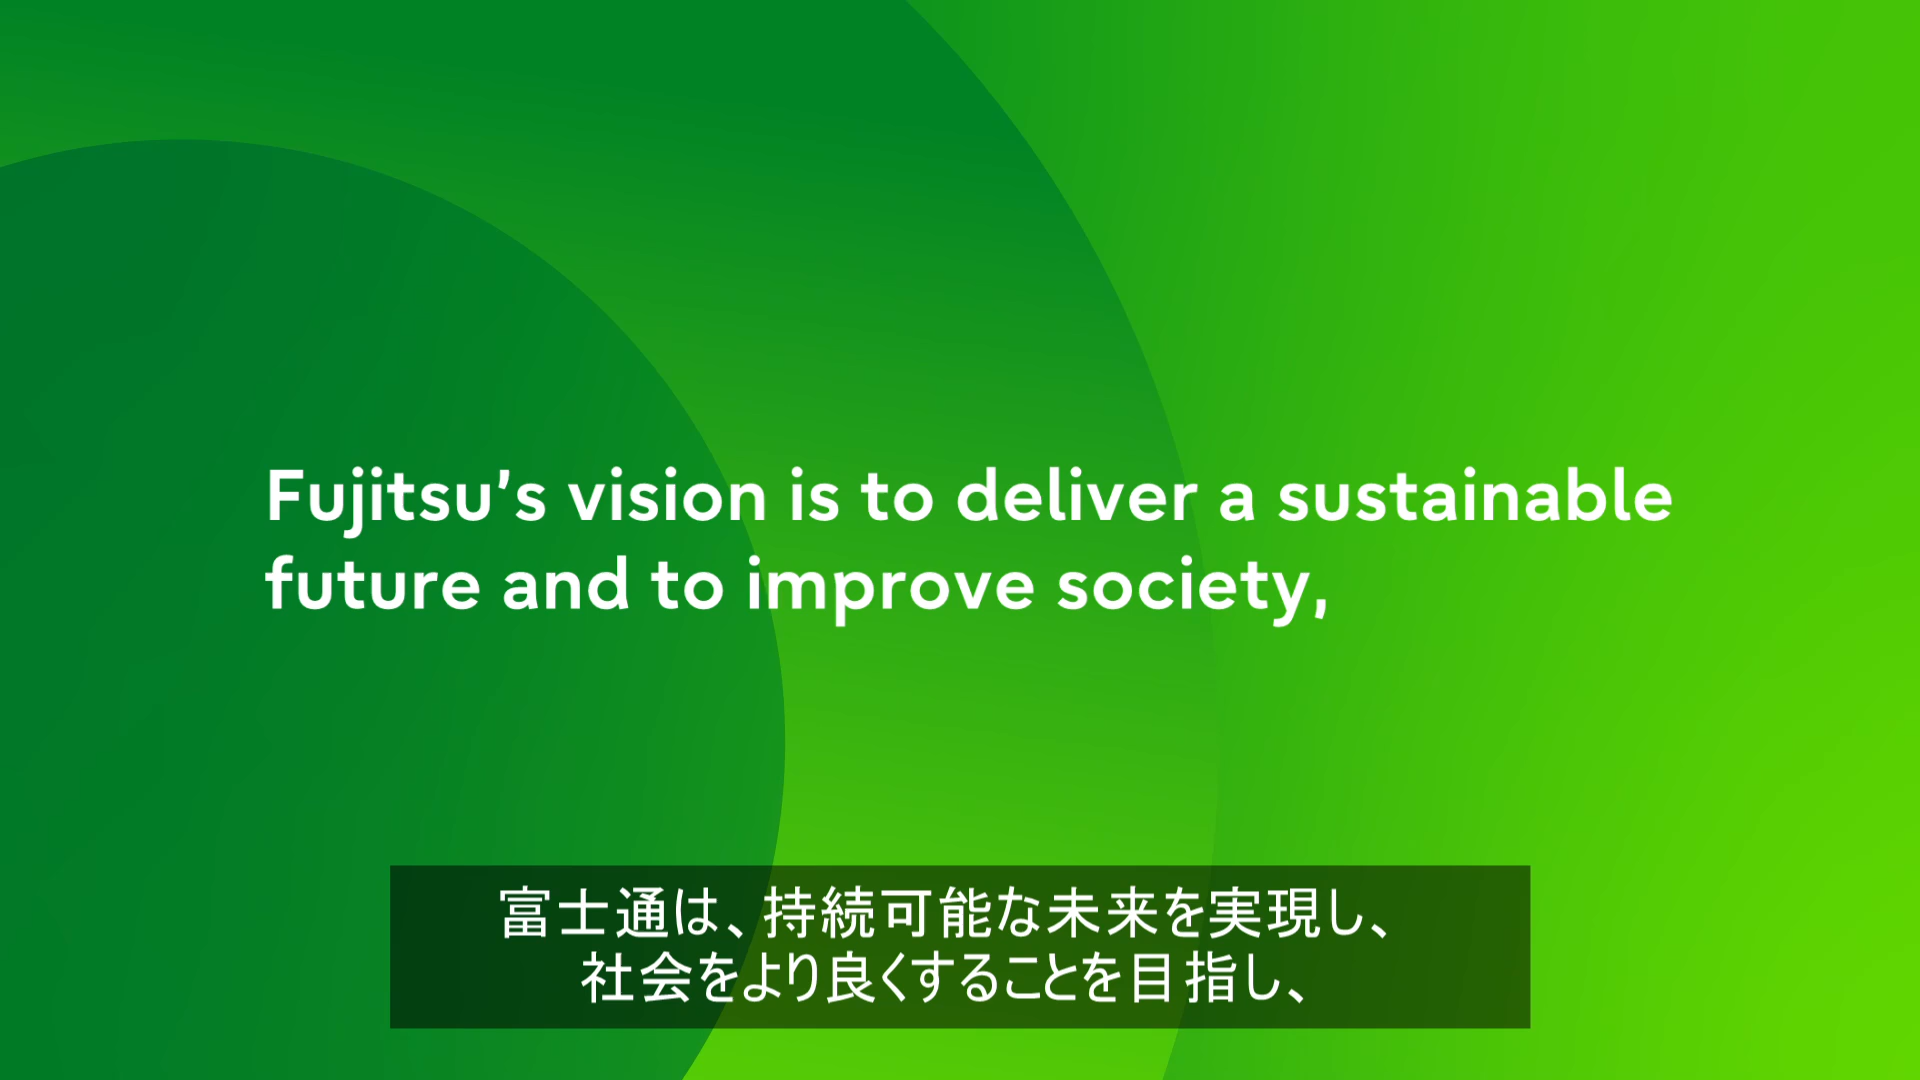 Fujitsu’s vision is to deliver a sustainable
future and to improve society,
富士通は、持続可能な未来を実現し、
社会をより良くすることを目指し、